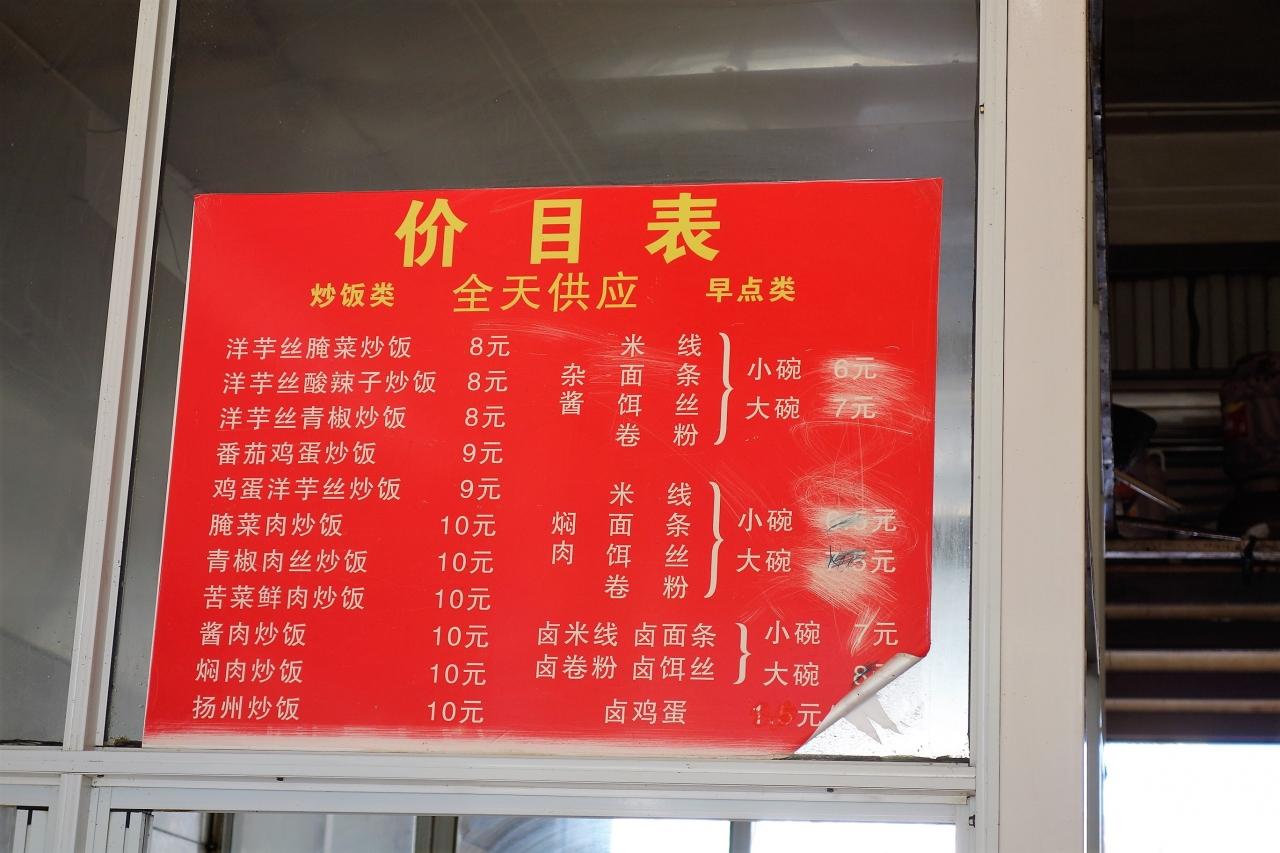 价目表
炒饭类 全天供应 早点类
洋芋丝腌菜炒饭 8元
洋芋丝酸辣子炒饭 8元
洋芋丝青椒炒饭 8元
番茄鸡蛋炒饭 9元
鸡蛋洋芋丝炒饭 9元
腌菜肉炒饭 10元
青椒肉丝炒饭 10元
苦菜鲜肉炒饭 10元
酱肉炒饭 10元
焖肉炒饭 10元
扬州炒饭 10元
杂酱
米线
面条
饵丝
卷粉
小碗 6元
大碗 7元
焖肉
米线
面条
饵丝
卷粉
小碗 元
大碗 元
卤米线 卤面条
卤卷粉 卤饵丝
小碗 7元
大碗 8
卤鸡蛋 1.5元/